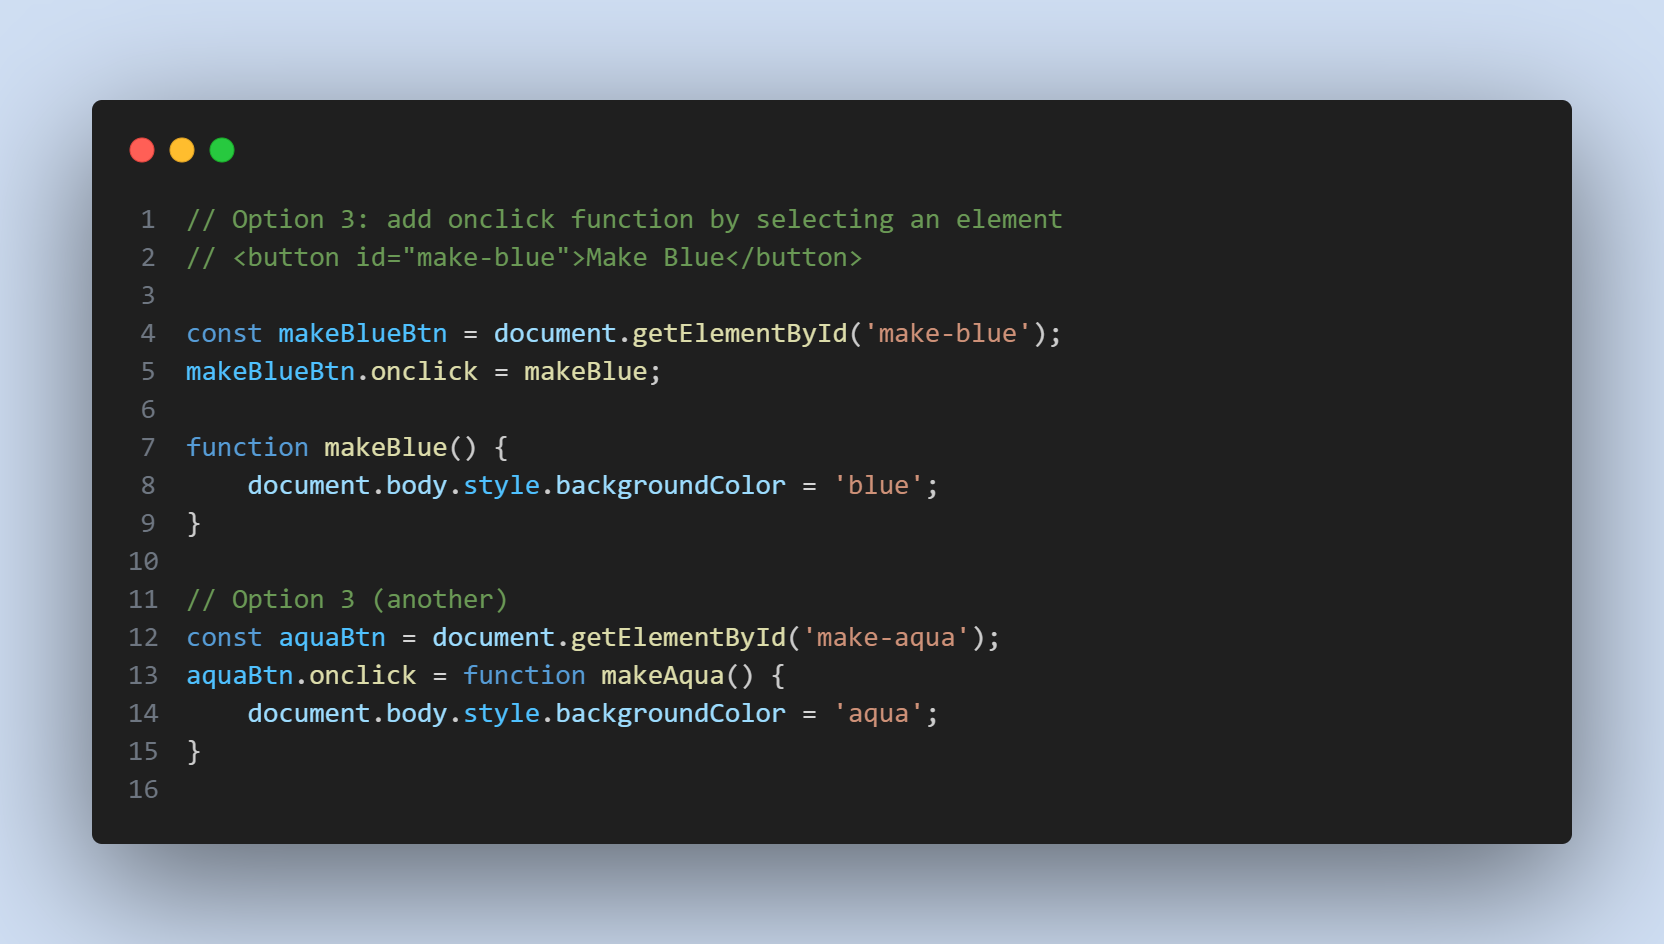 1 // Option 3: add onclick function by selecting an element
2 // <button id="make-blue">Make Blue</button>
3
4 const makeBlueBtn = document.getElementById('make-blue');
5 makeBlueBtn.onclick = makeBlue;
6
7 function makeBlue() {
8     document.body.style.backgroundColor = 'blue';
9 }
10
11 // Option 3 (another)
12 const aquaBtn = document.getElementById('make-aqua');
13 aquaBtn.onclick = function makeAqua() {
14     document.body.style.backgroundColor = 'aqua';
15 }
16